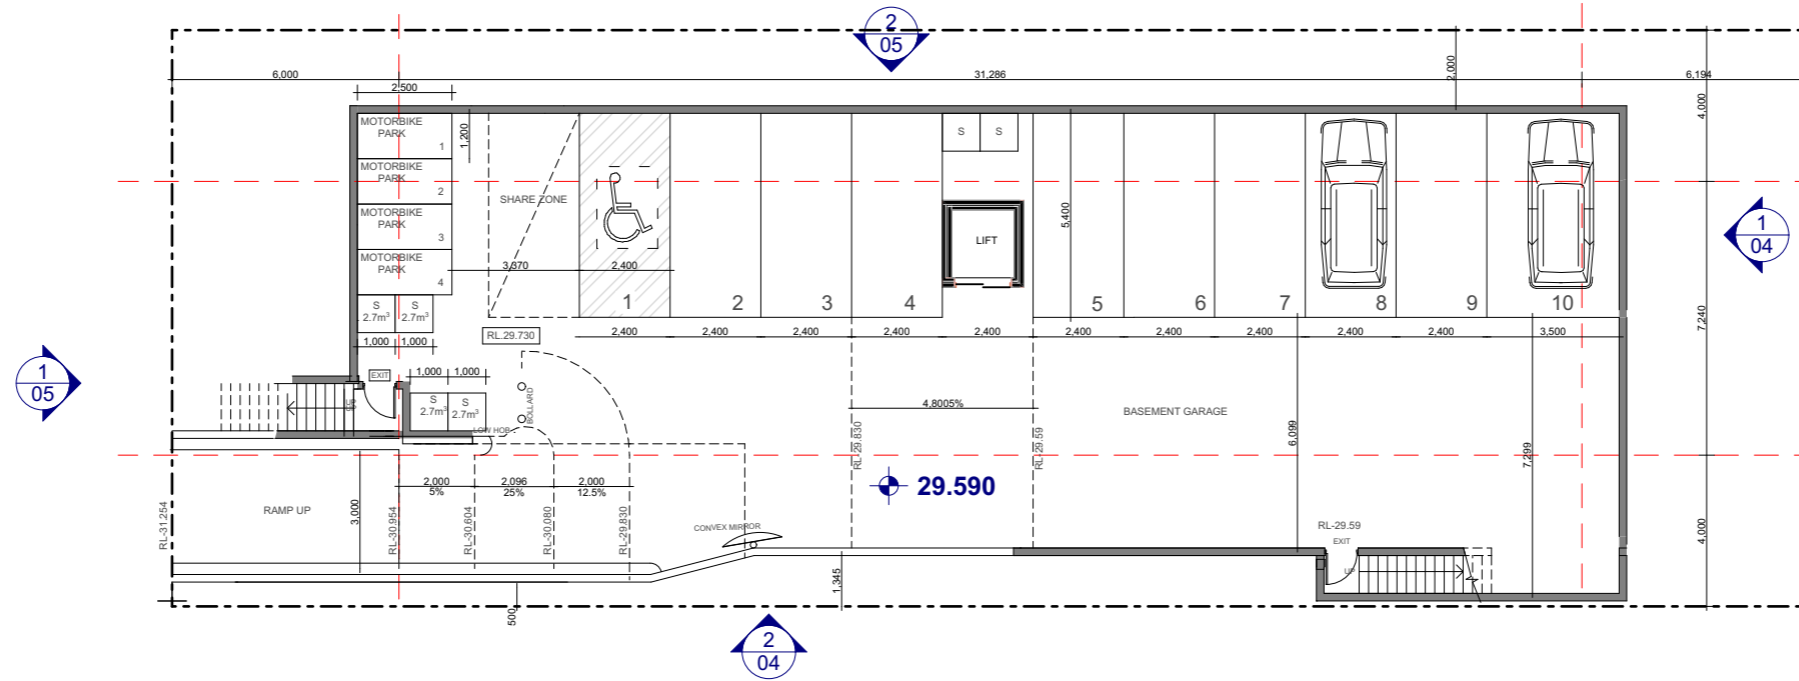 2
05
6,000
31,286
6,194
2,500
2,000
4,000
MOTORBIKE
PARK
1
1,200
S
S
MOTORBIKE
PARK
2
SHARE ZONE
MOTORBIKE
PARK
3
5,400
LIFT
1
04
MOTORBIKE
PARK
4
3,370
2,400
S
2.7m³
S
2.7m³
1
2
3
4
5
6
7
8
9
10
7,240
RL.29.730
2,400
2,400
2,400
2,400
2,400
2,400
2,400
2,400
2,400
2,400
3,500
1,000
1,000
1
05
EXIT
1,000
1,000
UP
S
2.7m³
S
2.7m³
BOLLARD
LOW HOB
4,8005%
BASEMENT GARAGE
RL-29.830
RL-29.59
6,099
7,299
29.590
2,000
5%
2,096
25%
2,000
12.5%
RAMP UP
3,000
RL-31.254
RL-30.954
RL-30.604
RL-30.080
RL-29.830
CONVEX MIRROR
RL-29.59
EXIT
UP
4,000
1,345
500
2
04